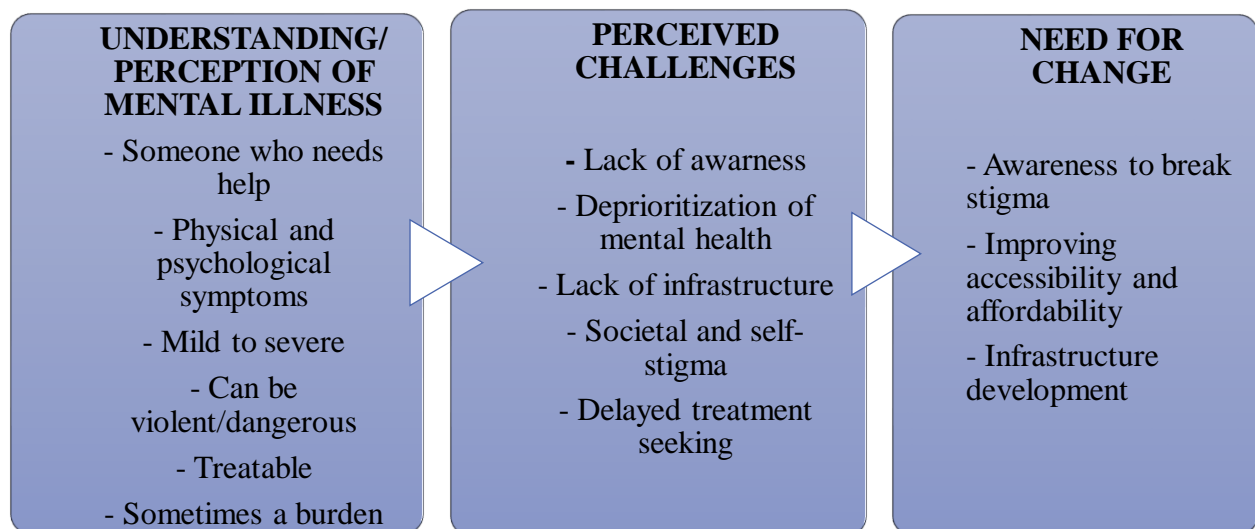 UNDERSTANDING/
PERCEPTION OF
MENTAL ILLNESS
- Someone who needs
help
- Physical and
psychological
symptoms
- Mild to severe
- Can be
violent/dangerous
- Treatable
- Sometimes a burden
PERCEIVED
CHALLENGES
- Lack of awarness
- Deprioritization of
mental health
- Lack of infrastructure
- Societal and self-
stigma
- Delayed treatment
seeking
NEED FOR
CHANGE
- Awareness to break
stigma
- Improving
accessibility and
affordability
- Infrastructure
development